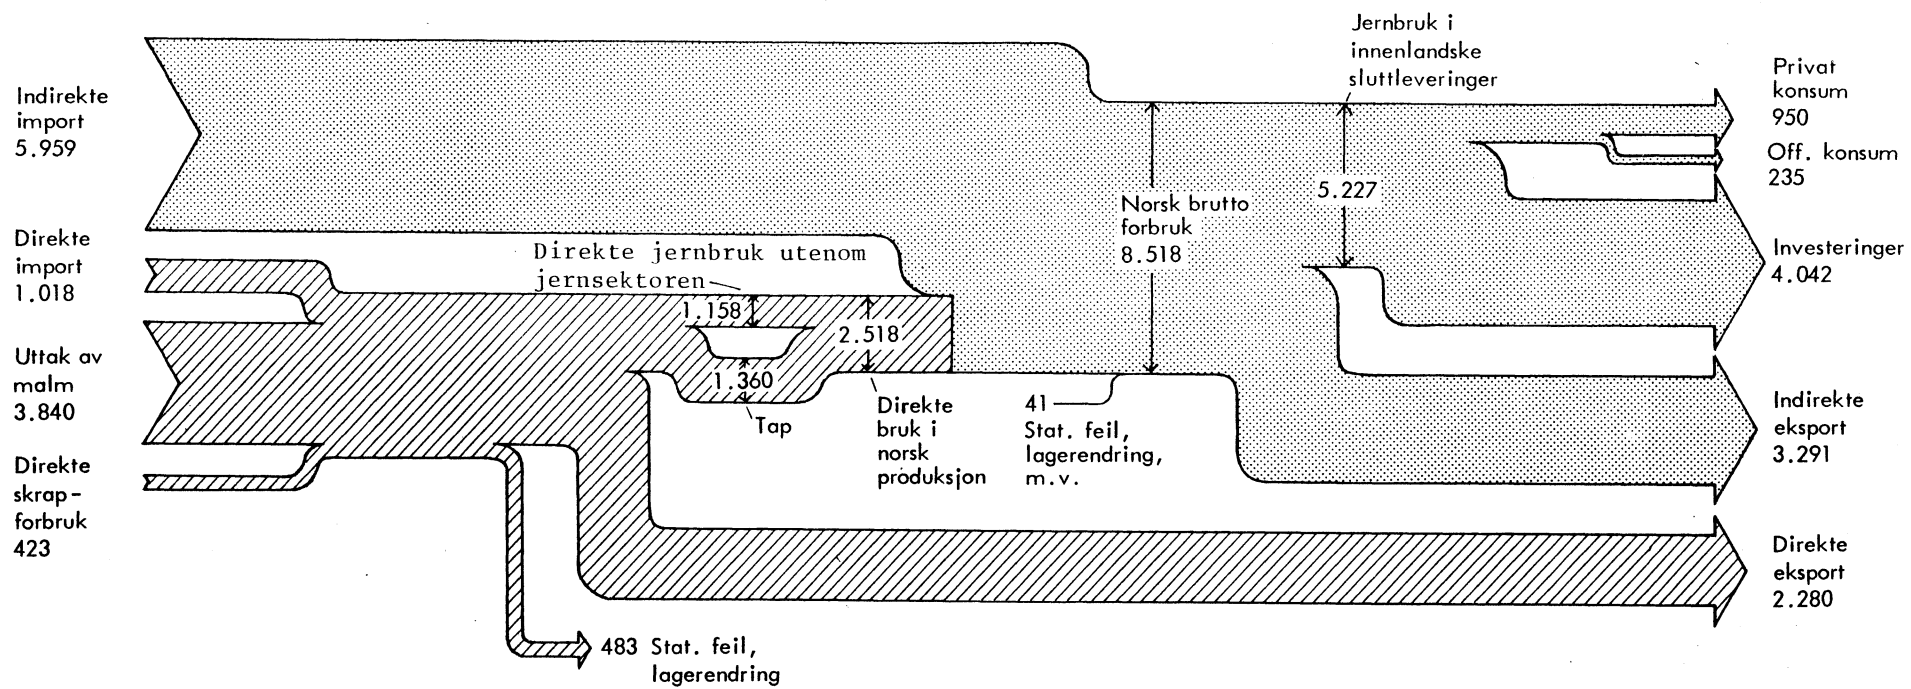 Indirekte
import
5.959
Direkte
import
1.018
Uttak av
malm
3.840
Direkte
skrap-
forbruk
423
Direkte jernbruk utenom
jernsektoren
1.158
2.518
1.360
Tap
Direkte
bruk i
norsk
produksjon
41
Stat. feil,
lagerendring,
m.v.
483 Stat. feil,
lagerendring
Norsk brutto
forbruk
8.518
Jernbruk i
innenlandske
sluttleveringer
5.227
Privat
konsum
950
Off. konsum
235
Investeringer
4.042
Indirekte
eksport
3.291
Direkte
eksport
2.280